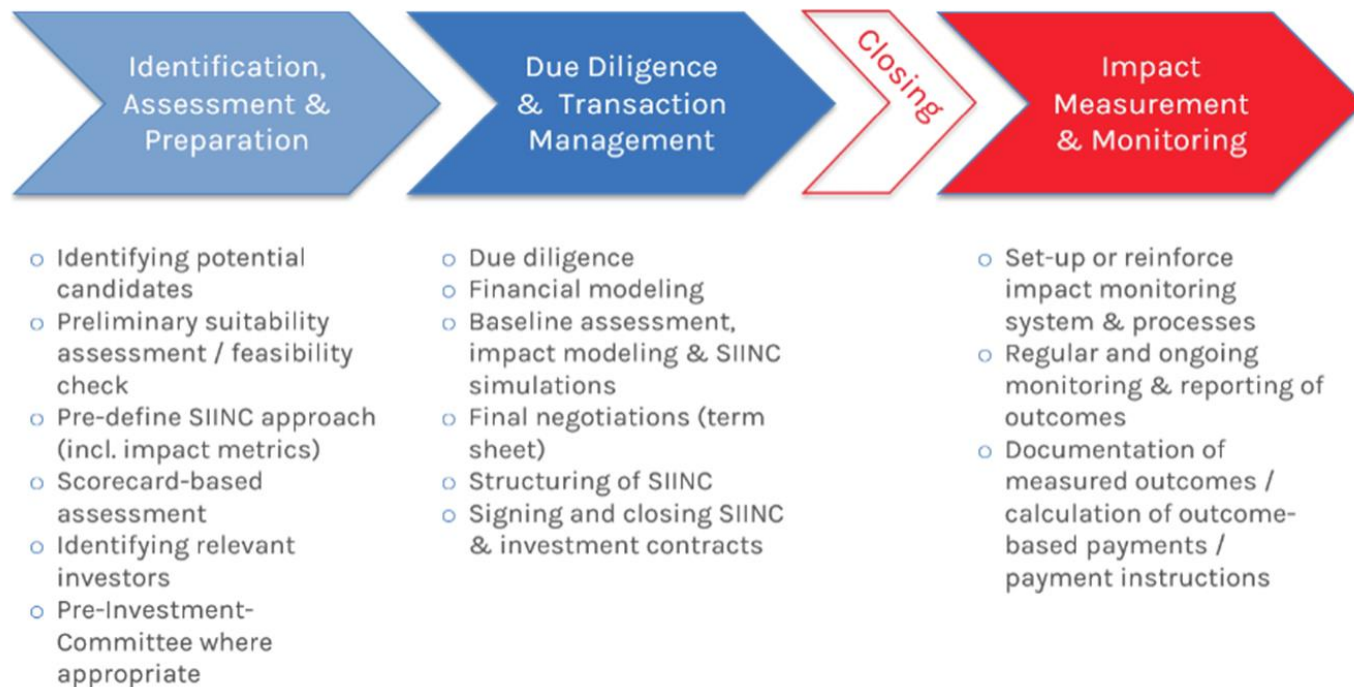 Identification,
Assessment &
Preparation
Due Diligence
& Transaction
Management
Closing
Impact
Measurement
& Monitoring
o Identifying potential
candidates
o Preliminary suitability
assessment / feasibility
check
o Pre-define SIINC approach
(incl. impact metrics)
o Scorecard-based
assessment
o Identifying relevant
investors
o Pre-Investment-
Committee where
appropriate
o Due diligence
o Financial modeling
o Baseline assessment,
impact modeling & SIINC
simulations
o Final negotiations (term
sheet)
o Structuring of SIINC
o Signing and closing SIINC
& investment contracts
o Set-up or reinforce
impact monitoring
system & processes
o Regular and ongoing
monitoring & reporting of
outcomes
o Documentation of
measured outcomes /
calculation of outcome-
based payments /
payment instructions